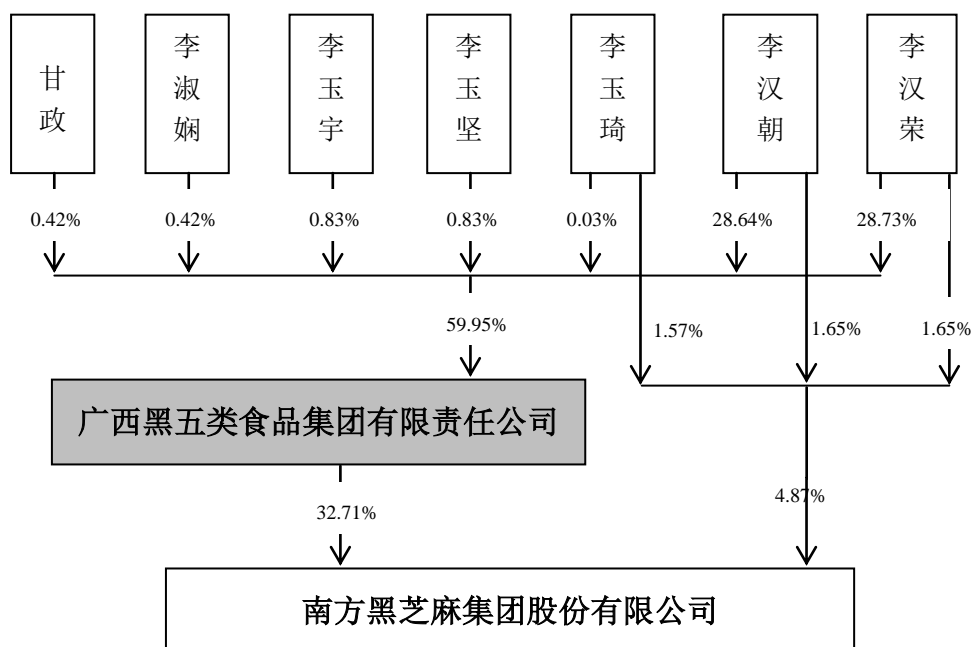 甘政
李淑娴
李玉宇
李玉坚
李玉琦
李汉朝
李汉荣
0.42%
0.42%
0.83%
0.83%
0.03%
28.64%
28.73%
59.95%
1.57%
1.65%
1.65%
广西黑五类食品集团有限责任公司
32.71%
4.87%
南方黑芝麻集团股份有限公司